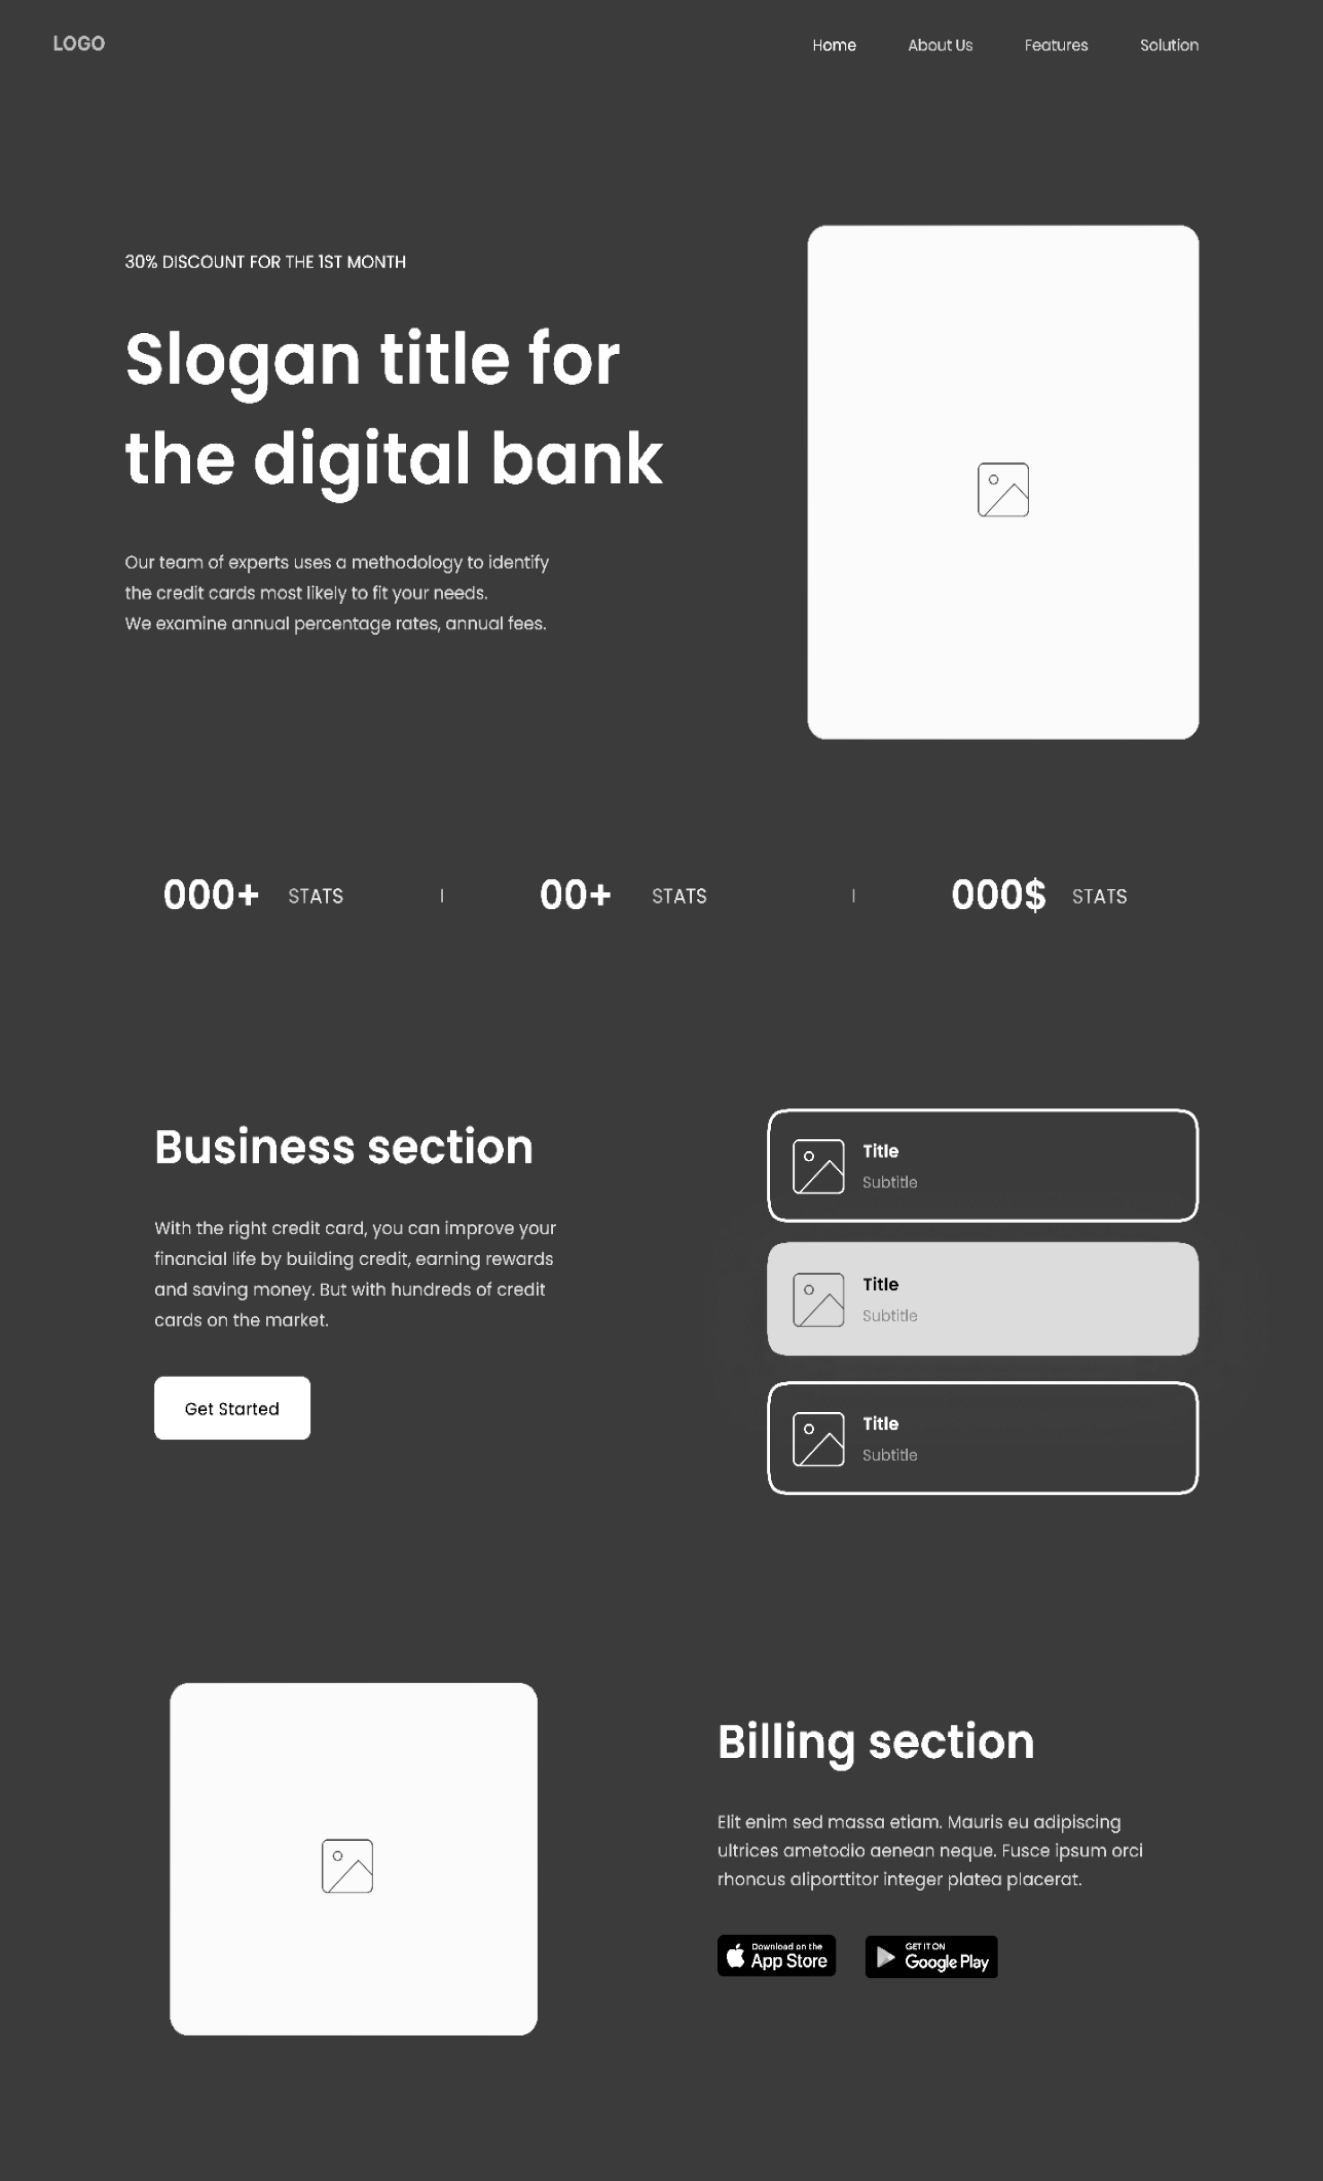 LOGO
Home
About Us
Features
Solution
30% DISCOUNT FOR THE 1ST MONTH
Slogan title for
the digital bank
Our team of experts uses a methodology to identify
the credit cards most likely to fit your needs.
We examine annual percentage rates, annual fees.
000+ STATS
00+ STATS
000$ STATS
Business section
With the right credit card, you can improve your
financial life by building credit, earning rewards
and saving money. But with hundreds of credit
cards on the market.
Get Started
Title
Subtitle
Title
Subtitle
Title
Subtitle
Billing section
Elit enim sed massa etiam. Mauris eu adipiscing
ultrices ametodio aenean neque. Fusce ipsum orci
rhoncus aliporttitor integer platea placerat.
Download on the
App Store
GET IT ON
Google Play